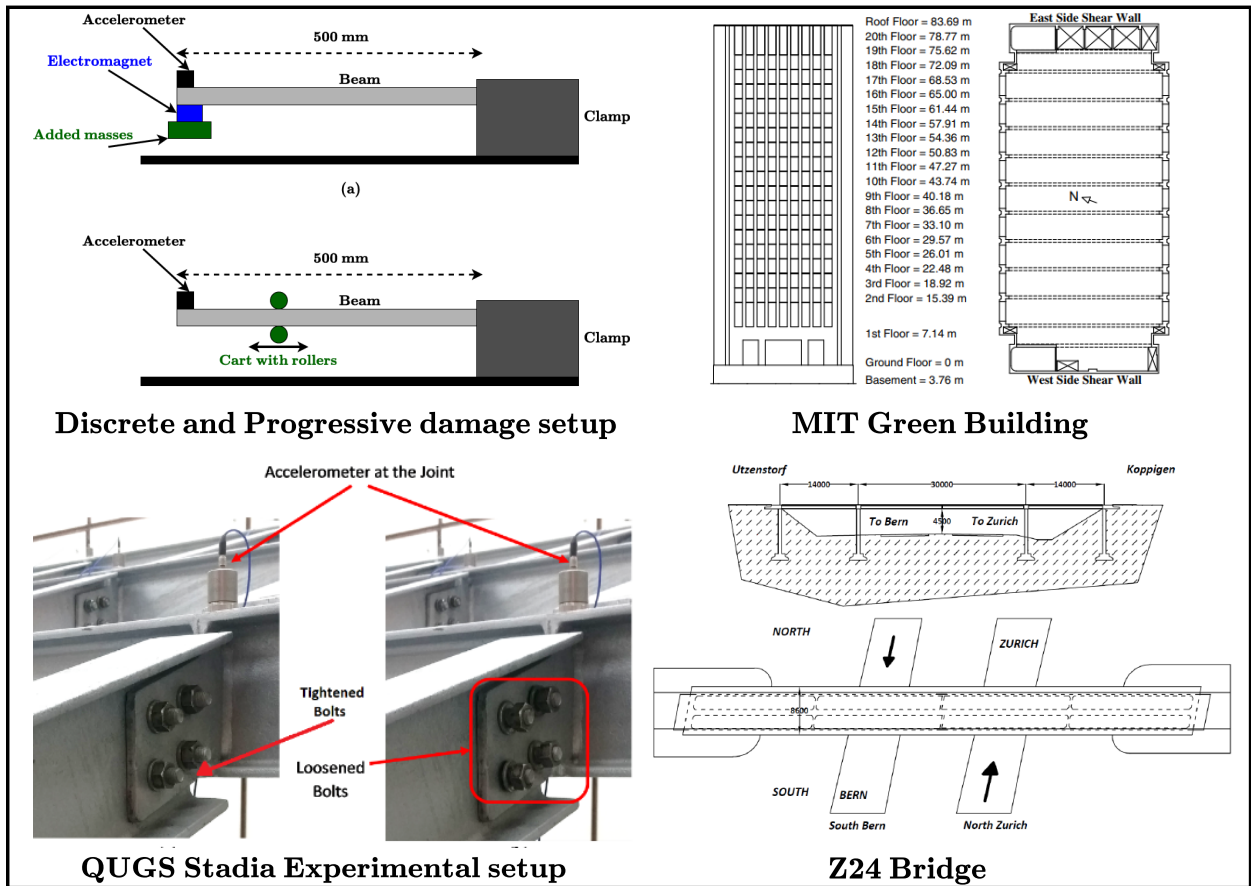 Accelerometer
500 mm
Electromagnet
Beam
Clamp
Added masses
(a)
Accelerometer
500 mm
Beam
Clamp
Cart with rollers
Discrete and Progressive damage setup
Roof Floor = 83.69 m
20th Floor = 78.77 m
19th Floor = 75.62 m
18th Floor = 72.09 m
17th Floor = 68.53 m
16th Floor = 65.00 m
15th Floor = 61.44 m
14th Floor = 57.91 m
13th Floor = 54.36 m
12th Floor = 50.83 m
11th Floor = 47.27 m
10th Floor = 43.74 m
9th Floor = 40.18 m
8th Floor = 36.65 m
7th Floor = 33.10 m
6th Floor = 29.57 m
5th Floor = 26.01 m
4th Floor = 22.48 m
3rd Floor = 18.92 m
2nd Floor = 15.39 m
1st Floor = 7.14 m
Ground Floor = 0 m
Basement = 3.76 m
East Side Shear Wall
N
West Side Shear Wall
MIT Green Building
Accelerometer at the Joint
Tightened
Bolts
Loosened
Bolts
QUGS Stadia Experimental setup
Utzenstorf
Koppigen
14000
30000
14000
To Bern
4500
To Zurich
NORTH
ZURICH
8600
SOUTH
BERN
South Bern
North Zurich
Z24 Bridge